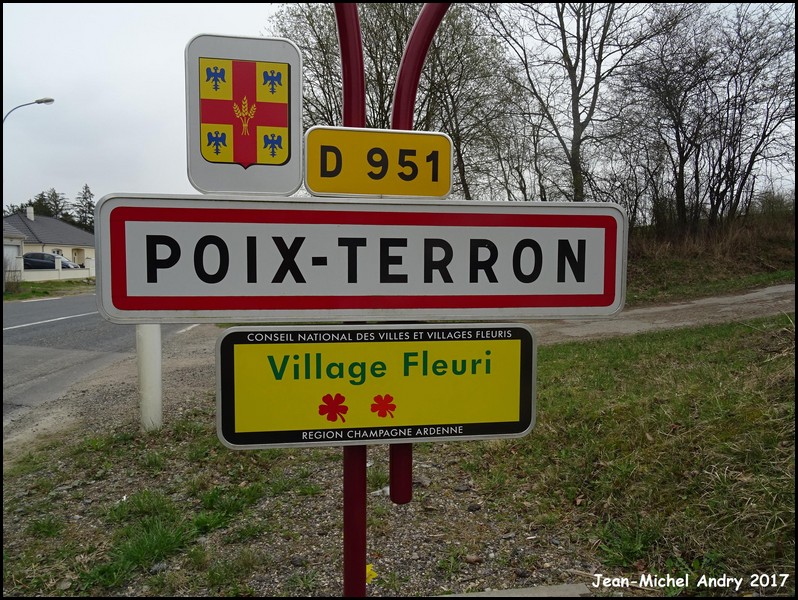 D 951
POIX-TERRON
CONSEIL NATIONAL DES VILLES ET VILLAGES FLEURIS
Village Fleuri
REGION CHAMPAGNE ARDENNE
Jean-Michel Andry 2017